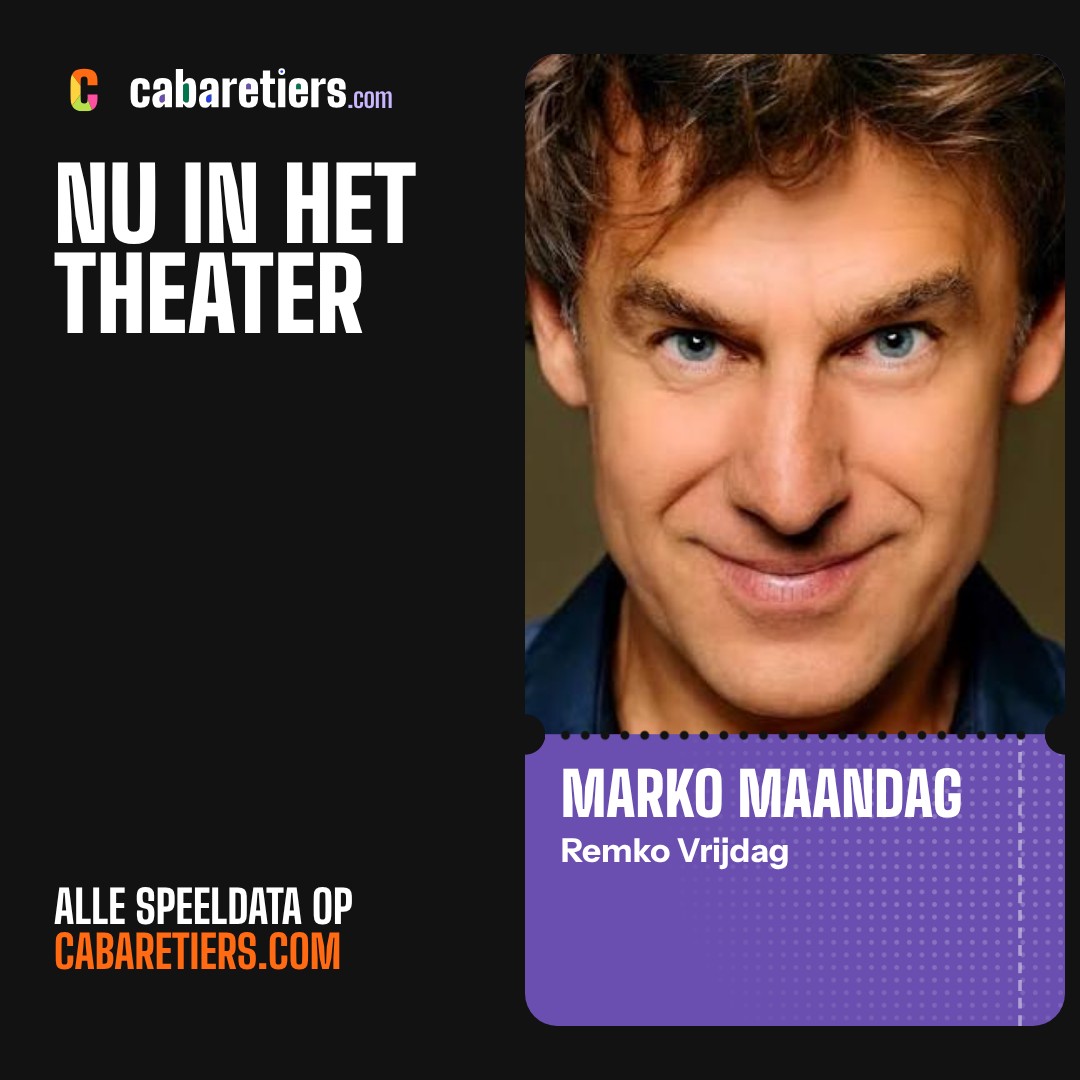 cabaretiers.com
NU IN HET
THEATER
MARKO MAANDAG
Remko Vrijdag
ALLE SPEELDATA OP
CABARETIERS.COM